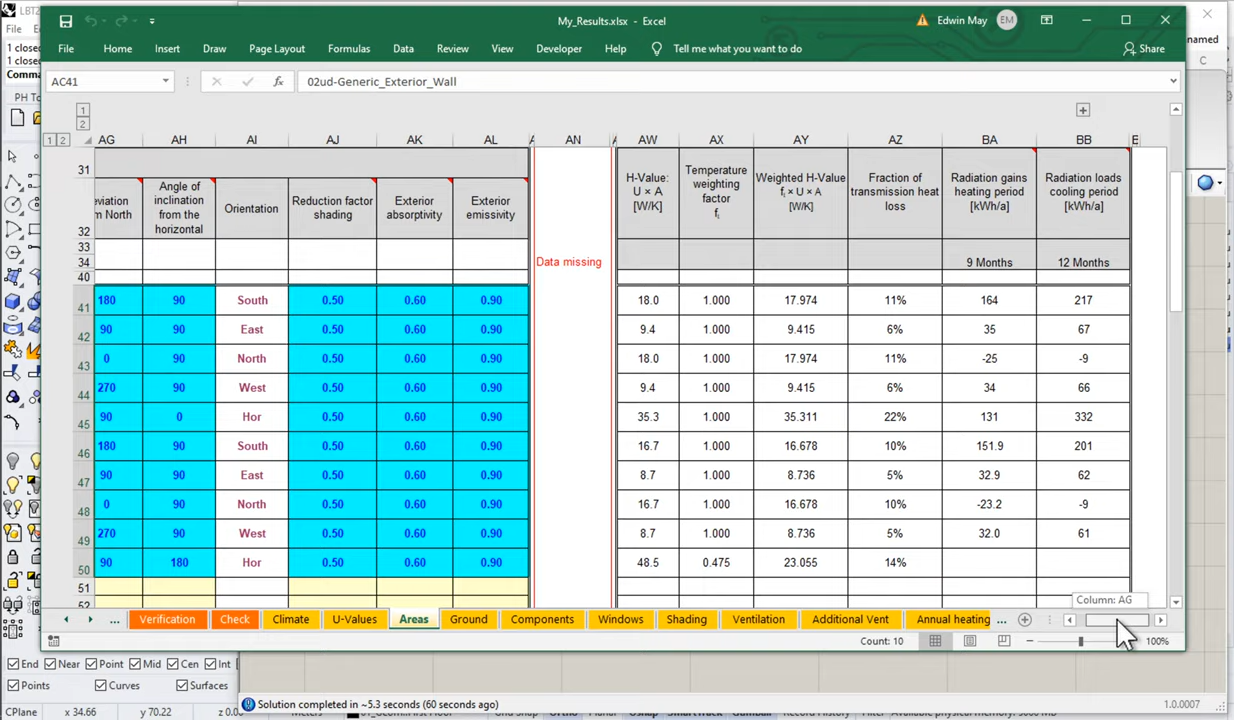 LBT2
My_Results.xlsx - Excel
Edwin May
EM
File
File
Home
Insert
Draw
Page Layout
Formulas
Data
Review
View
Developer
Help
Tell me what you want to do
Share
named
1 closed
1 closed
Comma
AC41
02ud-Generic_Exterior_Wall
PH To
1
2
1 2
AG AH AI AJ AK AL AN AW AX AY AZ BA BB
31
32
33
34
40
eviation
m North
Angle of
inclination
from the
horizontal
Orientation
Reduction factor
shading
Exterior
absorptivity
Exterior
emissivity
Data missing
H-Value:
U × A
[W/K]
Temperature
weighting
factor
fₜ
Weighted H-Value
fₜ × U × A
[W/K]
Fraction of
transmission heat
loss
Radiation gains
heating period
[kWh/a]
Radiation loads
cooling period
[kWh/a]
9 Months 12 Months
41 180 90 South 0.50 0.60 0.90 18.0 1.000 17.974 11% 164 217
42 90 90 East 0.50 0.60 0.90 9.4 1.000 9.415 6% 35 67
43 0 90 North 0.50 0.60 0.90 18.0 1.000 17.974 11% -25 -9
44 270 90 West 0.50 0.60 0.90 9.4 1.000 9.415 6% 34 66
45 90 0 Hor 0.50 0.60 0.90 35.3 1.000 35.311 22% 131 332
46 180 90 South 0.50 0.60 0.90 16.7 1.000 16.678 10% 151.9 201
47 90 90 East 0.50 0.60 0.90 8.7 1.000 8.736 5% 32.9 62
48 0 90 North 0.50 0.60 0.90 16.7 1.000 16.678 10% -23.2 -9
49 270 90 West 0.50 0.60 0.90 8.7 1.000 8.736 5% 32.0 61
50 90 180 Hor 0.50 0.60 0.90 48.5 0.475 23.055 14%
51
52
Column: AG
... Verification Check Climate U-Values Areas Ground Components Windows Shading Ventilation Additional Vent Annual heating ...
Count: 10
100%
End Near Point Mid Cen Int
Points Curves Surfaces
Solution completed in ~5.3 seconds (60 seconds ago)
1.0.0007
CPlane x 34.66 y 70.22 z 0.00